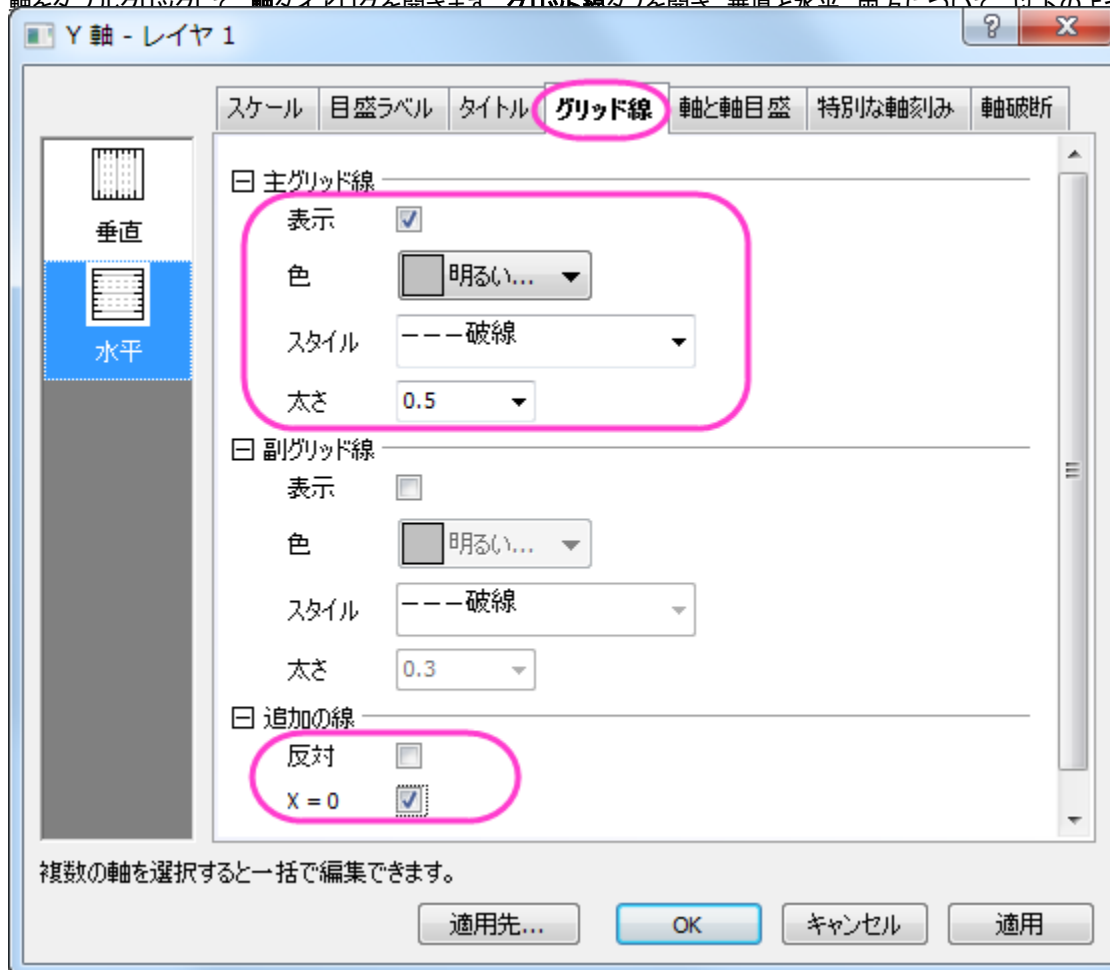 Y 軸 - レイヤ 1
スケール 目盛ラベル タイトル グリッド線 軸と軸目盛 特別な軸刻み 軸破断
垂直
水平
主グリッド線
表示
色 明るい...
スタイル ---破線
太さ 0.5
副グリッド線
表示
色 明るい...
スタイル ---破線
太さ 0.3
追加の線
反対
X = 0
複数の軸を選択すると一括で編集できます。
適用先... OK キャンセル 適用